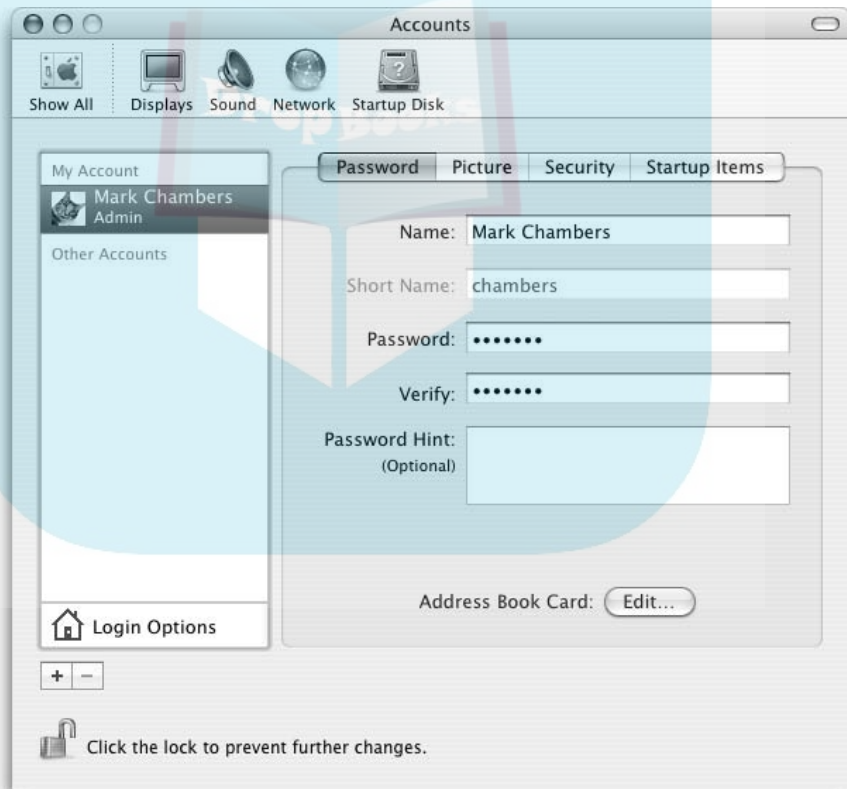 Accounts
Show All Displays Sound Network Startup Disk
Drop Books
My Account
Mark Chambers
Admin
Other Accounts
Login Options
Password Picture Security Startup Items
Name: Mark Chambers
Short Name: chambers
Password: •••••••
Verify: •••••••
Password Hint:
(Optional)
Address Book Card: Edit...
+ −
Click the lock to prevent further changes.